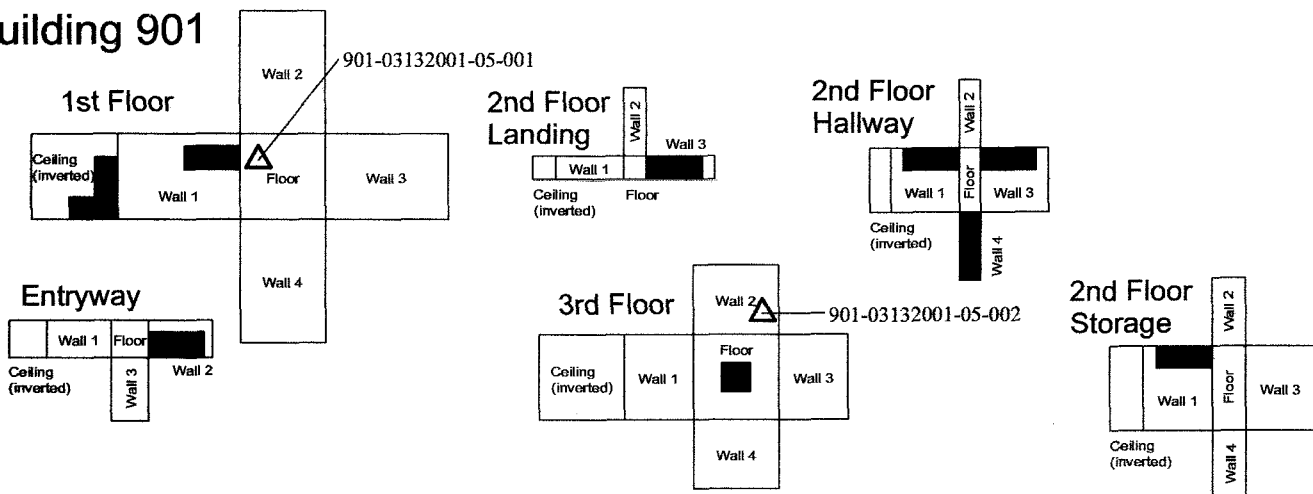 uilding 901
1st Floor
Wall 2
901-03132001-05-001
Ceiling
(inverted)
Wall 1
Floor
Wall 3
Wall 4
2nd Floor
Landing
Wall 2
Wall 3
Wall 1
Ceiling
(inverted)
Floor
2nd Floor
Hallway
Wall 2
Wall 1
Floor
Wall 3
Ceiling
(inverted)
Wall 4
Entryway
Wall 1
Floor
Ceiling
(inverted)
Wall 3
Wall 2
3rd Floor
Wall 2
901-03132001-05-002
Floor
Ceiling
(inverted)
Wall 1
Wall 3
Wall 4
2nd Floor
Storage
Wall 2
Wall 1
Floor
Wall 3
Ceiling
(inverted)
Wall 4